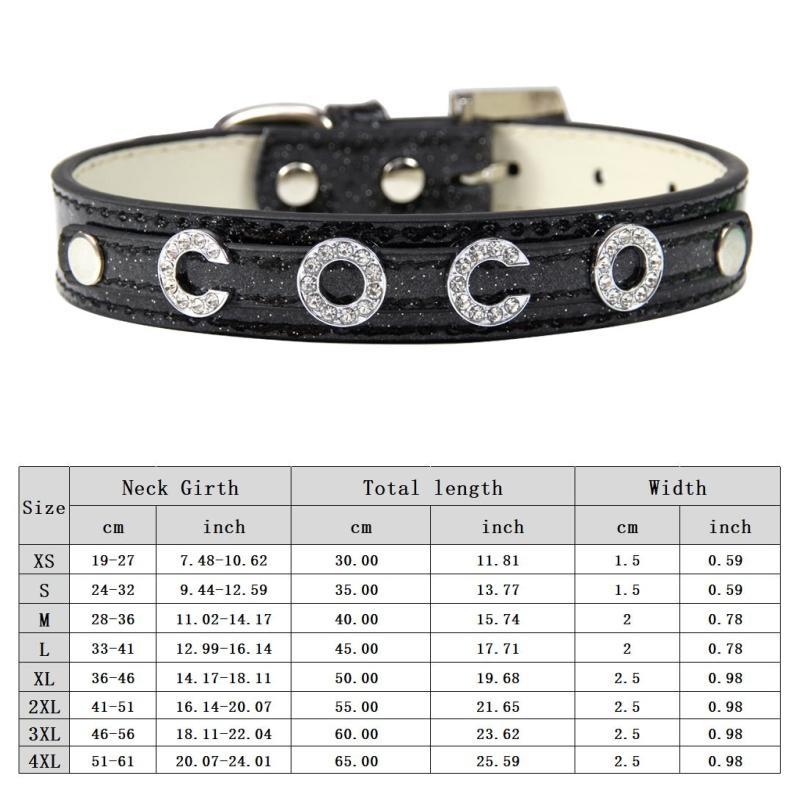 COCO
Size Neck Girth Total length Width
cm inch cm inch cm inch
XS 19-27 7.48-10.62 30.00 11.81 1.5 0.59
S 24-32 9.44-12.59 35.00 13.77 1.5 0.59
M 28-36 11.02-14.17 40.00 15.74 2 0.78
L 33-41 12.99-16.14 45.00 17.71 2 0.78
XL 36-46 14.17-18.11 50.00 19.68 2.5 0.98
2XL 41-51 16.14-20.07 55.00 21.65 2.5 0.98
3XL 46-56 18.11-22.04 60.00 23.62 2.5 0.98
4XL 51-61 20.07-24.01 65.00 25.59 2.5 0.98